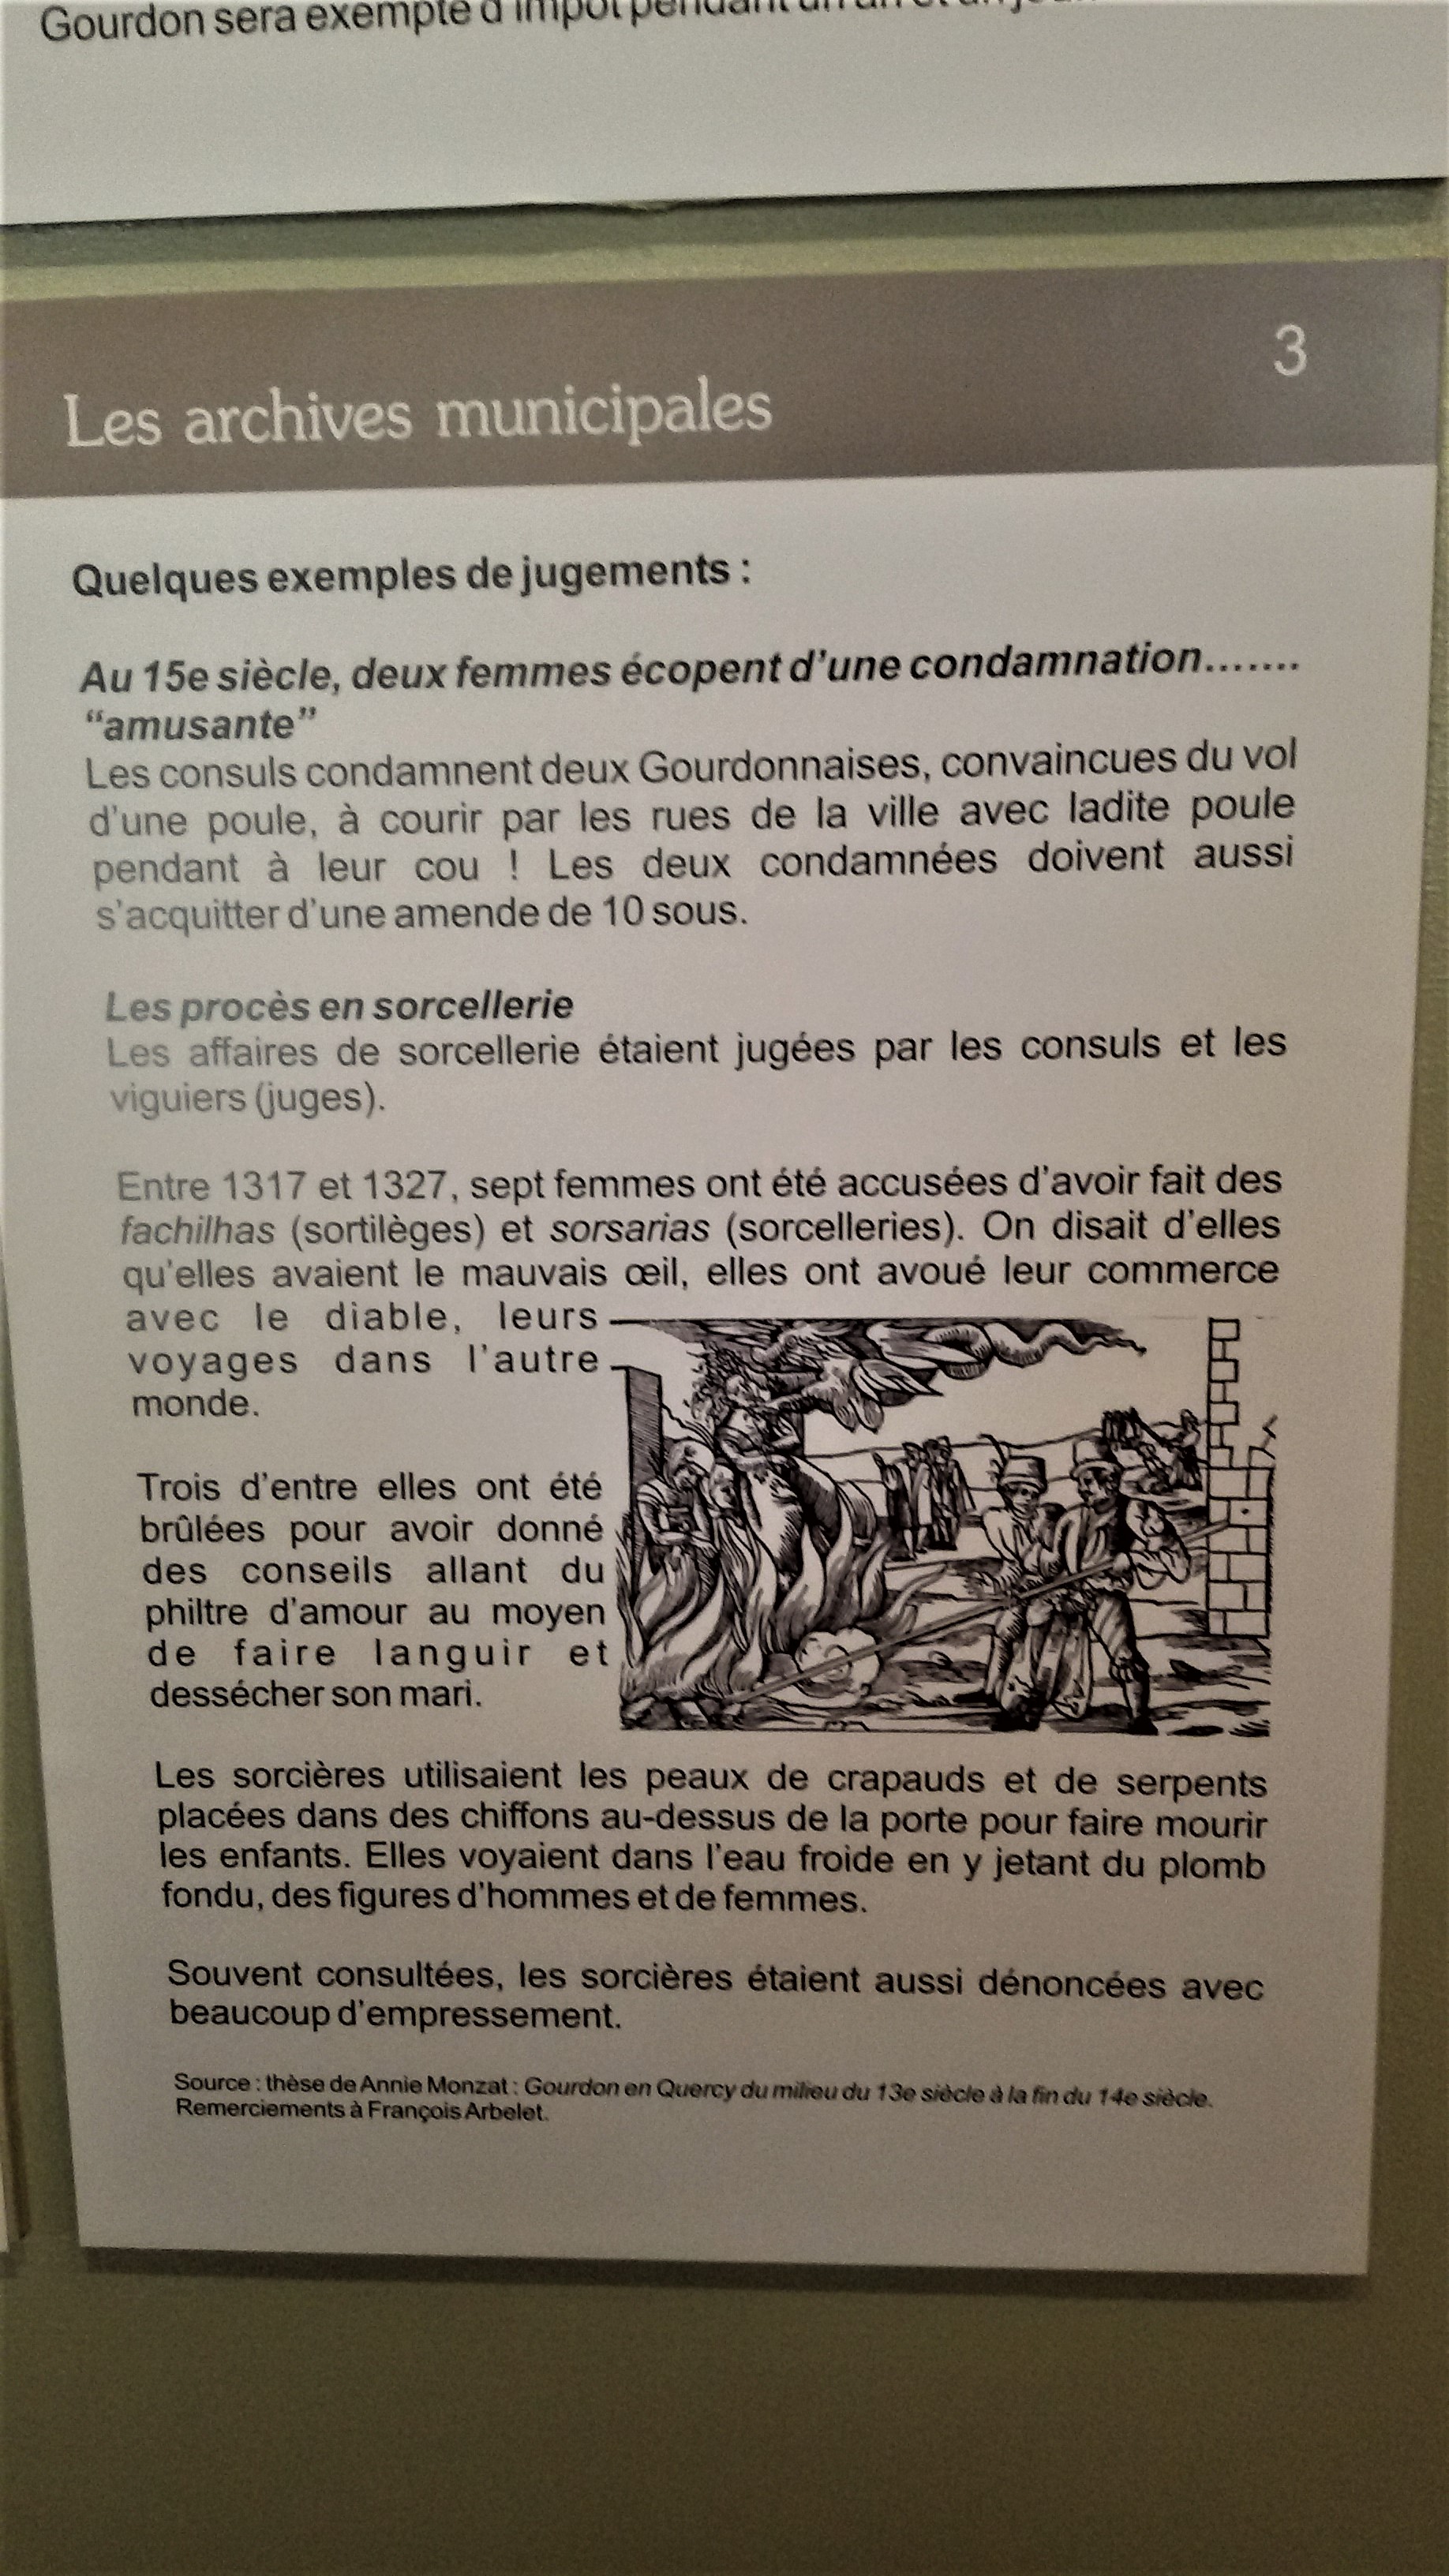 Gourdon sera exempté d'impôt pendant un an et un
Les archives municipales
3
Quelques exemples de jugements :
Au 15e siècle, deux femmes écopent d'une condamnation.......
“amusante”
Les consuls condamnent deux Gourdonnaises, convaincues du vol
d'une poule, à courir par les rues de la ville avec ladite poule
pendant à leur cou ! Les deux condamnées doivent aussi
s'acquitter d'une amende de 10 sous.
Les procès en sorcellerie
Les affaires de sorcellerie étaient jugées par les consuls et les
viguiers (juges).
Entre 1317 et 1327, sept femmes ont été accusées d'avoir fait des
fachilhas (sortilèges) et sorsarias (sorcelleries). On disait d'elles
qu'elles avaient le mauvais œil, elles ont avoué leur commerce
avec le diable, leurs
voyages dans l'autre
monde.
Trois d'entre elles ont été
brûlées pour avoir donné
des conseils allant du
philtre d'amour au moyen
de faire languir et
dessécher son mari.
Les sorcières utilisaient les peaux de crapauds et de serpents
placées dans des chiffons au-dessus de la porte pour faire mourir
les enfants. Elles voyaient dans l'eau froide en y jetant du plomb
fondu, des figures d'hommes et de femmes.
Souvent consultées, les sorcières étaient aussi dénoncées avec
beaucoup d'empressement.
Source : thèse de Annie Monzat : Gourdon en Quercy du milieu du 13e siècle à la fin du 14e siècle.
Remerciements à François Arbelet.